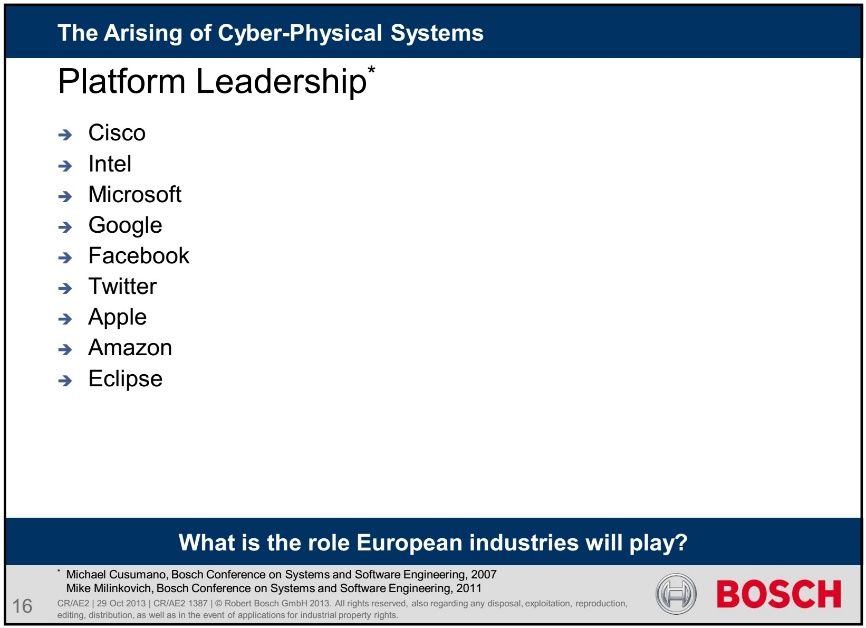 The Arising of Cyber-Physical Systems
Platform Leadership*
➔ Cisco
➔ Intel
➔ Microsoft
➔ Google
➔ Facebook
➔ Twitter
➔ Apple
➔ Amazon
➔ Eclipse
What is the role European industries will play?
* Michael Cusumano, Bosch Conference on Systems and Software Engineering, 2007
Mike Milinkovich, Bosch Conference on Systems and Software Engineering, 2011
16
CR/AE2 | 29 Oct 2013 | CR/AE2 1387 | © Robert Bosch GmbH 2013. All rights reserved, also regarding any disposal, exploitation, reproduction,
editing, distribution, as well as in the event of applications for industrial property rights.
BOSCH